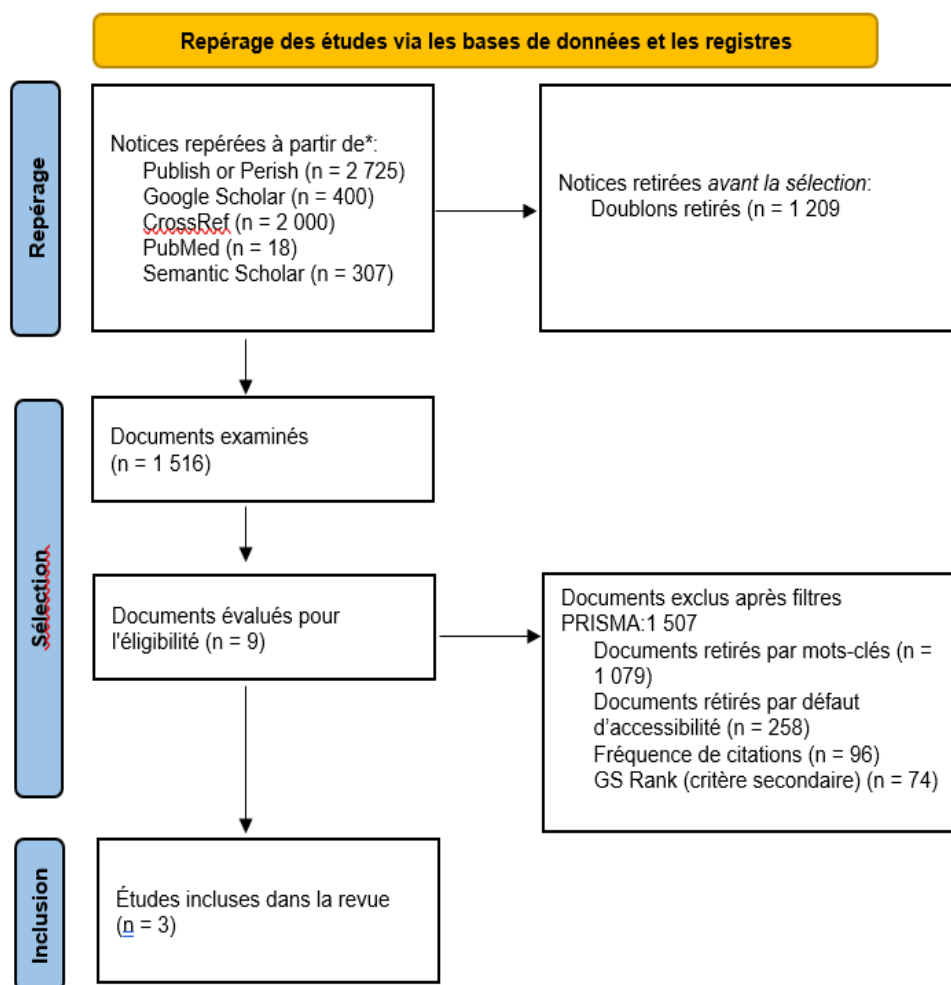 Repérage des études via les bases de données et les registres
Repérage
Notices repérées à partir de*:
Publish or Perish (n = 2 725)
Google Scholar (n = 400)
CrossRef (n = 2 000)
PubMed (n = 18)
Semantic Scholar (n = 307)
Notices retirées avant la sélection:
Doublons retirés (n = 1 209
Sélection
Documents examinés
(n = 1 516)
Documents évalués pour
l'éligibilité (n = 9)
Documents exclus après filtres
PRISMA:1 507
Documents retirés par mots-clés (n =
1 079)
Documents rétirés par défaut
d’accessibilité (n = 258)
Fréquence de citations (n = 96)
GS Rank (critère secondaire) (n = 74)
Inclusion
Études incluses dans la revue
(n = 3)